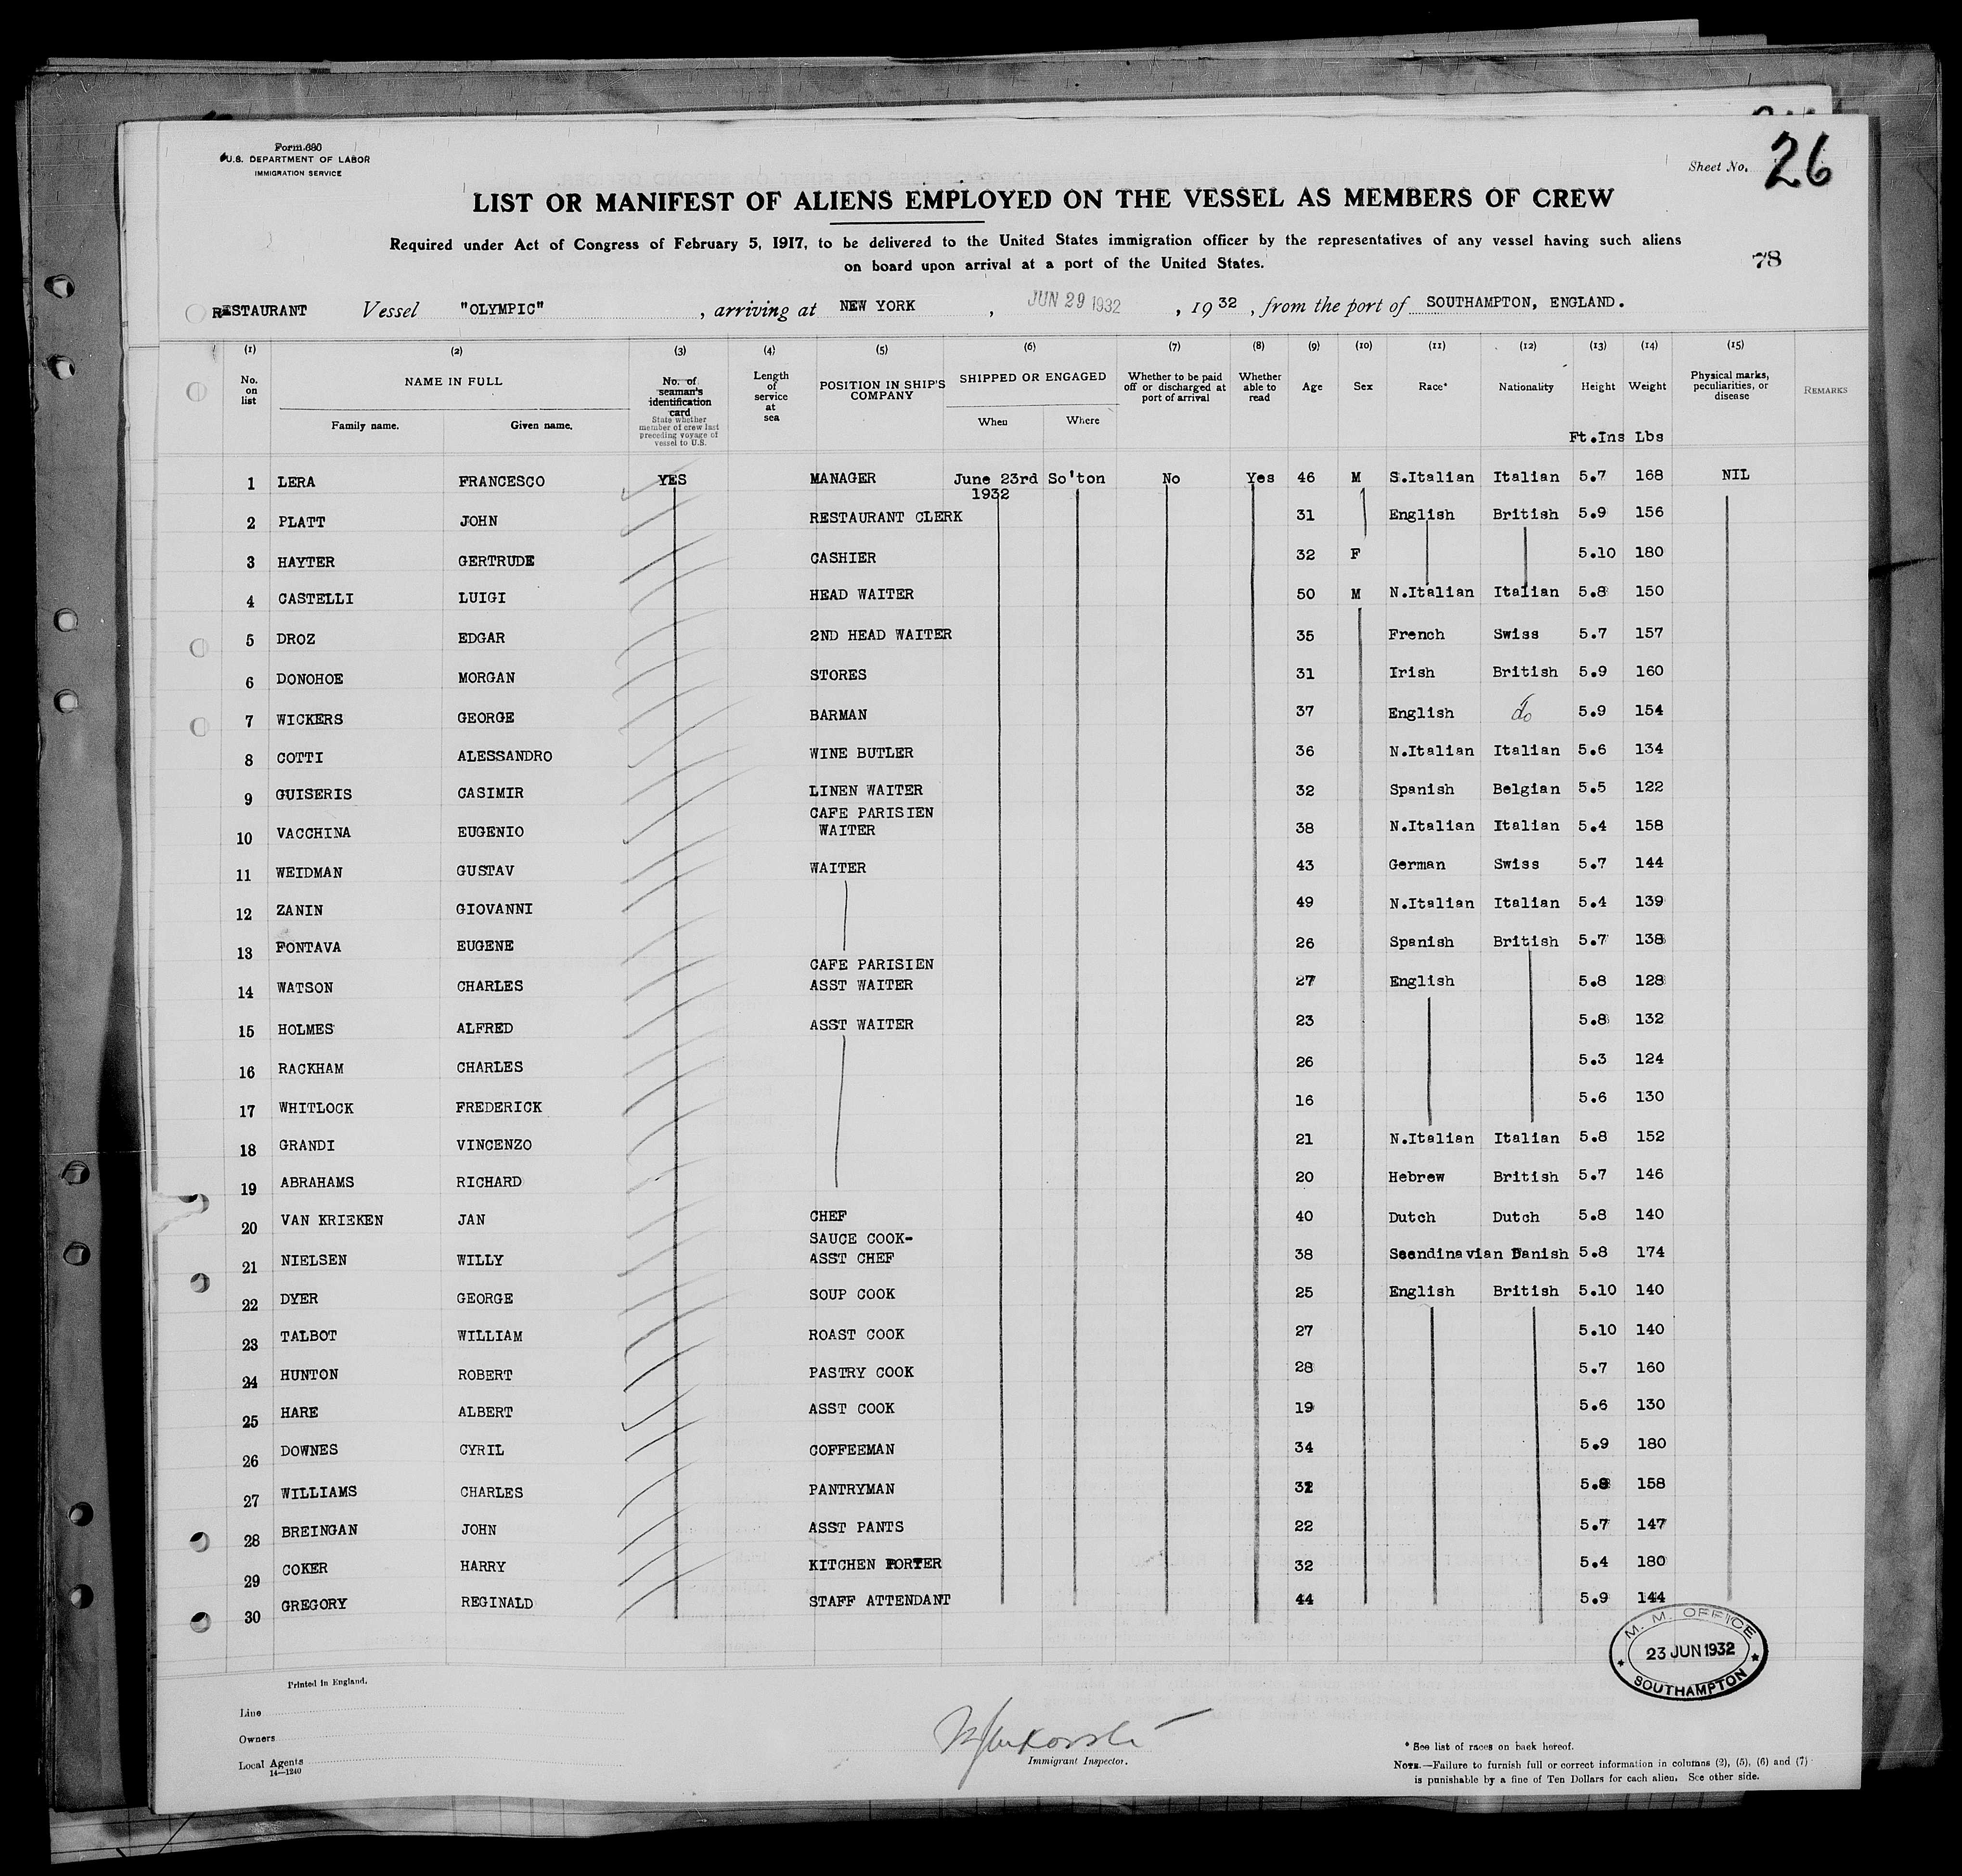 Form 680
U.S. DEPARTMENT OF LABOR
IMMIGRATION SERVICE
Sheet No. 26
LIST OR MANIFEST OF ALIENS EMPLOYED ON THE VESSEL AS MEMBERS OF CREW
Required under Act of Congress of February 5, 1917, to be delivered to the United States immigration officer by the representatives of any vessel having such aliens
on board upon arrival at a port of the United States.
78
RESTAURANT Vessel "OLYMPIC" , arriving at NEW YORK , JUN 29 1932 , 19 32 , from the port of SOUTHAMPTON, ENGLAND.
(1) (2) (3) (4) (5) (6) (7) (8) (9) (10) (11) (12) (13) (14) (15)
No. on list NAME IN FULL Family name. Given name. No. of seaman's identification card State whether member of crew last preceding voyage of vessel to U.S. Length of service at sea POSITION IN SHIP'S COMPANY SHIPPED OR ENGAGED When Where Whether to be paid off or discharged at port of arrival Whether able to read Age Sex Race* Nationality Height Weight Physical marks, peculiarities, or disease REMARKS
Ft.Ins Lbs
1 LERA FRANCESCO YES MANAGER June 23rd 1932 So'ton No Yes 46 M S.Italian Italian 5.7 168 NIL
2 PLATT JOHN RESTAURANT CLERK 31 English British 5.9 156
3 HAYTER GERTRUDE CASHIER 32 F 5.10 180
4 CASTELLI LUIGI HEAD WAITER 50 M N.Italian Italian 5.8 150
5 DROZ EDGAR 2ND HEAD WAITER 35 French Swiss 5.7 157
6 DONOHOE MORGAN STORES 31 Irish British 5.9 160
7 WICKERS GEORGE BARMAN 37 English do 5.9 154
8 COTTI ALESSANDRO WINE BUTLER 36 N.Italian Italian 5.6 134
9 GUISERIS CASIMIR LINEN WAITER 32 Spanish Belgian 5.5 122
10 VACCHINA EUGENIO CAFE PARISIEN WAITER 38 N.Italian Italian 5.4 158
11 WEIDMAN GUSTAV WAITER 43 German Swiss 5.7 144
12 ZANIN GIOVANNI 49 N.Italian Italian 5.4 139
13 FONTAVA EUGENE 26 Spanish British 5.7 138
14 WATSON CHARLES CAFE PARISIEN ASST WAITER 27 English 5.8 128
15 HOLMES ALFRED ASST WAITER 23 5.8 132
16 RACKHAM CHARLES 26 5.3 124
17 WHITLOCK FREDERICK 16 5.6 130
18 GRANDI VINCENZO 21 N.Italian Italian 5.8 152
19 ABRAHAMS RICHARD 20 Hebrew British 5.7 146
20 VAN KRIEKEN JAN CHEF 40 Dutch Dutch 5.8 140
21 NIELSEN WILLY SAUCE COOK- ASST CHEF 38 Scendinavian Danish 5.8 174
22 DYER GEORGE SOUP COOK 25 English British 5.10 140
23 TALBOT WILLIAM ROAST COOK 27 5.10 140
24 HUNTON ROBERT PASTRY COOK 28 5.7 160
25 HARE ALBERT ASST COOK 19 5.6 130
26 DOWNES CYRIL COFFEEMAN 34 5.9 180
27 WILLIAMS CHARLES PANTRYMAN 158
28 BREINGAN JOHN ASST PANTS 22 5.7 147
29 COKER HARRY KITCHEN PORTER 32 5.4 180
30 GREGORY REGINALD STAFF ATTENDANT 44 5.9 144
M. M. OFFICE
23 JUN 1932
SOUTHAMPTON
Printed in England.
Line
Owners
Local Agents
14—1240
Immigrant Inspector.
* See list of races on back hereof.
NOTE.—Failure to furnish full or correct information in columns (2), (5), (6) and (7)
is punishable by a fine of Ten Dollars for each alien. See other side.